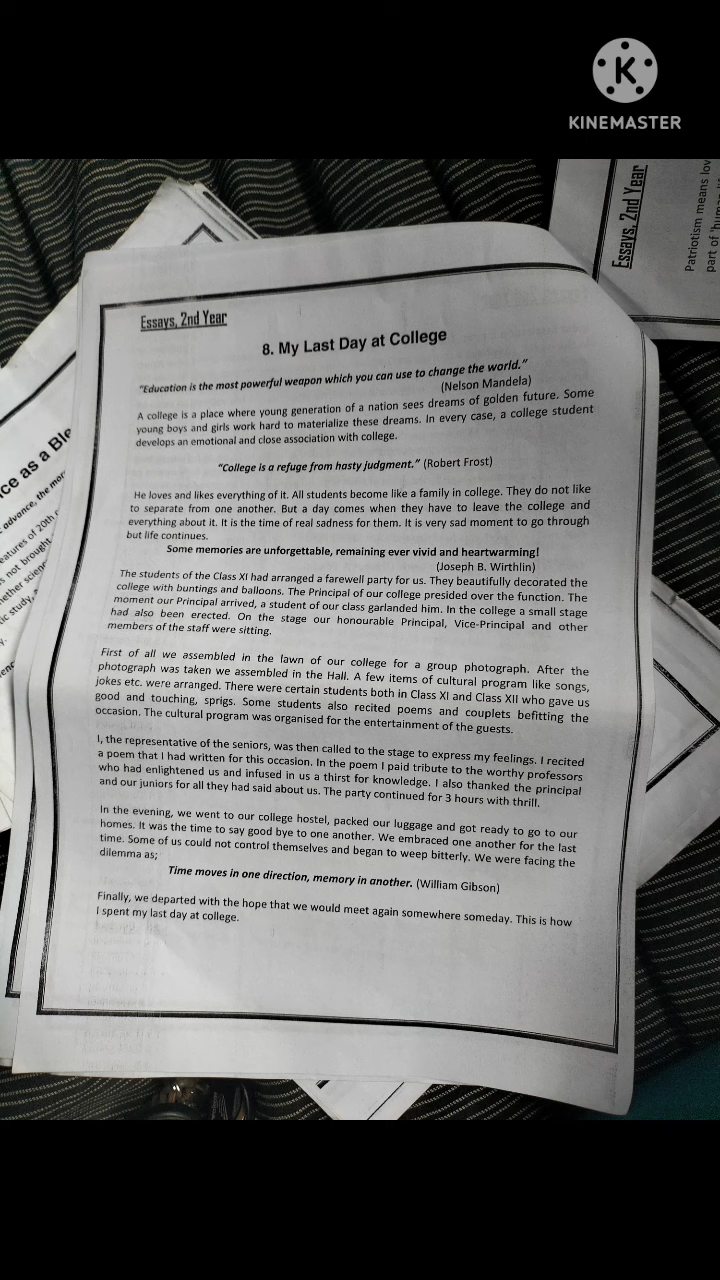 KINEMASTER
Essays, 2nd Year
Patriotism means lov
part of 'hum
Essays, 2nd Year
8. My Last Day at College
"Education is the most powerful weapon which you can use to change the world."
(Nelson Mandela)
A college is a place where young generation of a nation sees dreams of golden future. Some
young boys and girls work hard to materialize these dreams. In every case, a college student
develops an emotional and close association with college.
"College is a refuge from hasty judgment." (Robert Frost)
He loves and likes everything of it. All students become like a family in college. They do not like
to separate from one another. But a day comes when they have to leave the college and
everything about it. It is the time of real sadness for them. It is very sad moment to go through
but life continues.
Some memories are unforgettable, remaining ever vivid and heartwarming!
(Joseph B. Wirthlin)
The students of the Class XI had arranged a farewell party for us. They beautifully decorated the
college with buntings and balloons. The Principal of our college presided over the function. The
moment our Principal arrived, a student of our class garlanded him. In the college a small stage
had also been erected. On the stage our honourable Principal, Vice-Principal and other
members of the staff were sitting.
First of all we assembled in the lawn of our college for a group photograph. After the
photograph was taken we assembled in the Hall. A few items of cultural program like songs,
jokes etc. were arranged. There were certain students both in Class XI and Class XII who gave us
good and touching, sprigs. Some students also recited poems and couplets befitting the
occasion. The cultural program was organised for the entertainment of the guests.
I, the representative of the seniors, was then called to the stage to express my feelings. I recited
a poem that I had written for this occasion. In the poem I paid tribute to the worthy professors
who had enlightened us and infused in us a thirst for knowledge. I also thanked the principal
and our juniors for all they had said about us. The party continued for 3 hours with thrill.
In the evening, we went to our college hostel, packed our luggage and got ready to go to our
homes. It was the time to say good bye to one another. We embraced one another for the last
time. Some of us could not control themselves and began to weep bitterly. We were facing the
dilemma as;
Time moves in one direction, memory in another. (William Gibson)
Finally, we departed with the hope that we would meet again somewhere someday. This is how
I spent my last day at college.
ce as a Ble
advance, the mor
eatures of 20th c
s not brought
ether scienc
tic study,